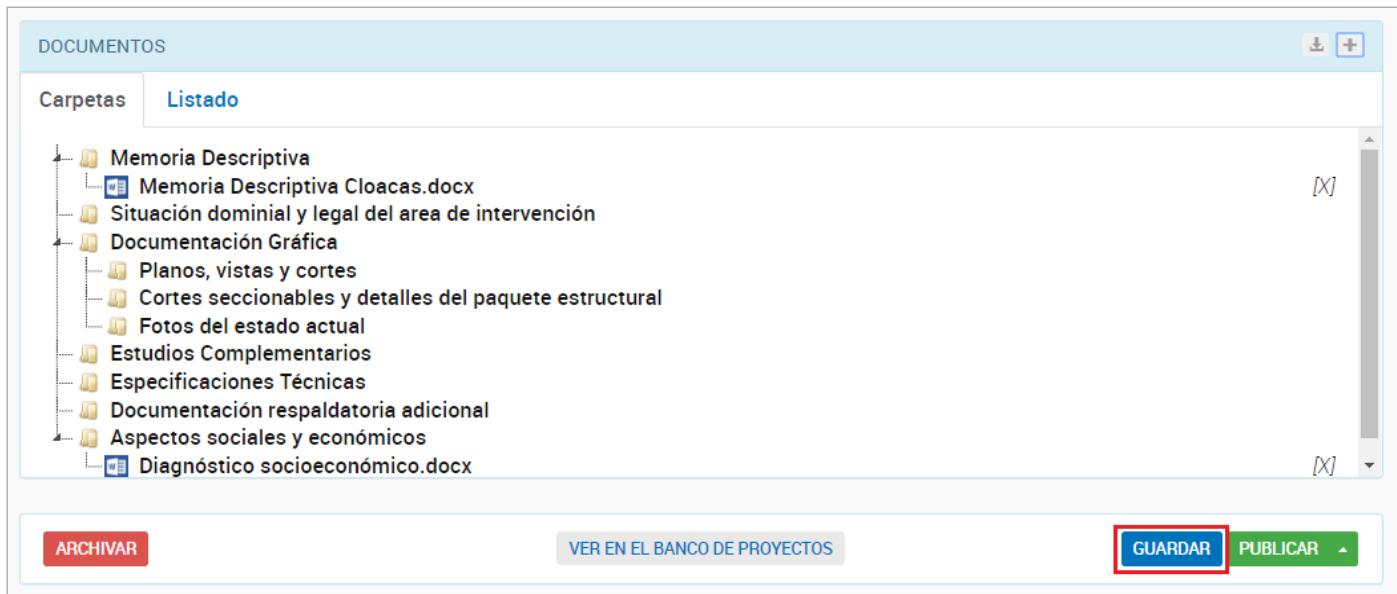 DOCUMENTOS
Carpetas Listado
Memoria Descriptiva
Memoria Descriptiva Cloacas.docx [X]
Situación dominial y legal del area de intervención
Documentación Gráfica
Planos, vistas y cortes
Cortes seccionables y detalles del paquete estructural
Fotos del estado actual
Estudios Complementarios
Especificaciones Técnicas
Documentación respaldatoria adicional
Aspectos sociales y económicos
Diagnóstico socioeconómico.docx [X]
ARCHIVAR VER EN EL BANCO DE PROYECTOS GUARDAR PUBLICAR